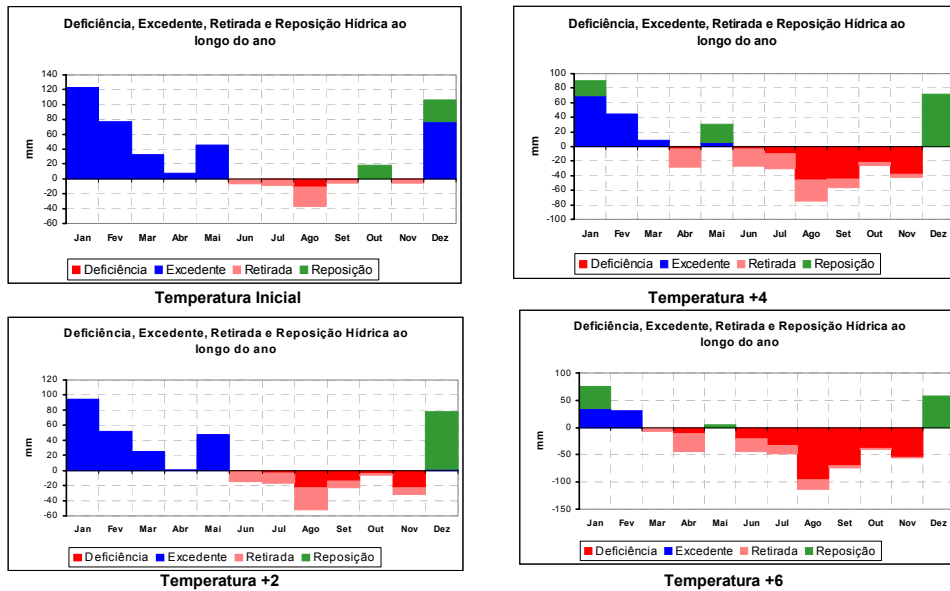 Deficiência, Excedente, Retirada e Reposição Hídrica ao
longo do ano
140
120
100
80
60
40
20
0
-20
-40
-60
mm
Jan Fev Mar Abr Mai Jun Jul Ago Set Out Nov Dez
Deficiência Excedente Retirada Reposição
Temperatura Inicial
Deficiência, Excedente, Retirada e Reposição Hídrica ao
longo do ano
100
80
60
40
20
0
-20
-40
-60
-80
-100
mm
Jan Fev Mar Abr Mai Jun Jul Ago Set Out Nov Dez
Deficiência Excedente Retirada Reposição
Temperatura +4
Deficiência, Excedente, Retirada e Reposição Hídrica ao
longo do ano
120
100
80
60
40
20
0
-20
-40
-60
mm
Jan Fev Mar Abr Mai Jun Jul Ago Set Out Nov Dez
Deficiência Excedente Retirada Reposição
Temperatura +2
Deficiência, Excedente, Retirada e Reposição Hídrica ao
longo do ano
100
50
0
-50
-100
-150
mm
Jan Fev Mar Abr Mai Jun Jul Ago Set Out Nov Dez
Deficiência Excedente Retirada Reposição
Temperatura +6